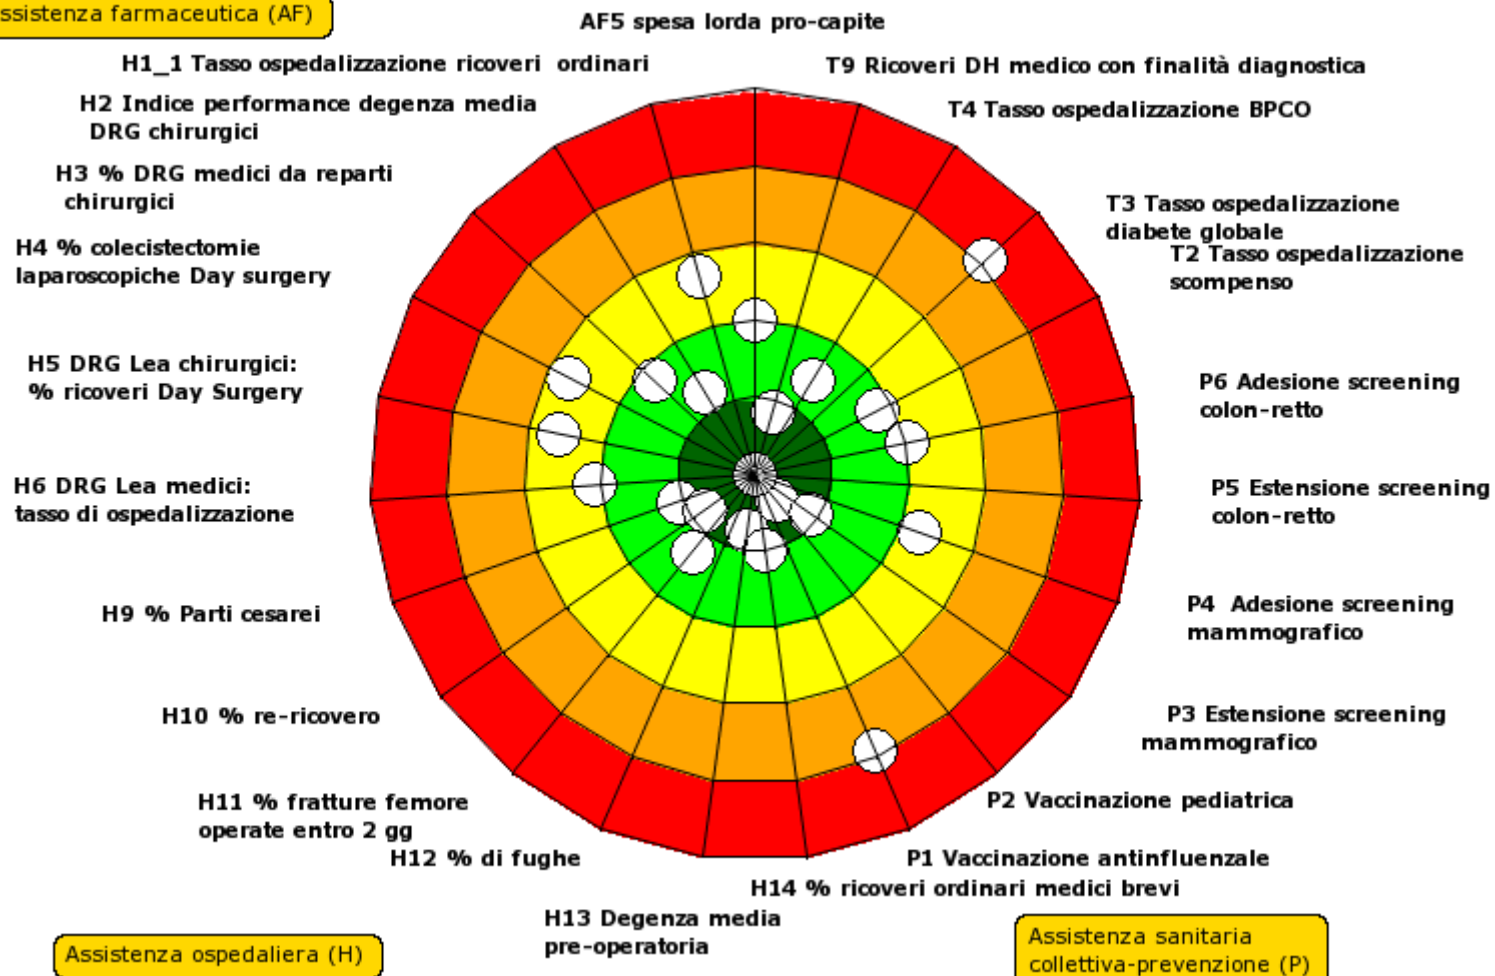 ssistenza farmaceutica (AF)
AF5 spesa lorda pro-capite
H1_1 Tasso ospedalizzazione ricoveri ordinari
T9 Ricoveri DH medico con finalità diagnostica
H2 Indice performance degenza media
DRG chirurgici
T4 Tasso ospedalizzazione BPCO
H3 % DRG medici da reparti
chirurgici
T3 Tasso ospedalizzazione
diabete globale
T2 Tasso ospedalizzazione
scompenso
H4 % colecistectomie
laparoscopiche Day surgery
H5 DRG Lea chirurgici:
% ricoveri Day Surgery
P6 Adesione screening
colon-retto
H6 DRG Lea medici:
tasso di ospedalizzazione
P5 Estensione screening
colon-retto
H9 % Parti cesarei
P4 Adesione screening
mammografico
H10 % re-ricovero
P3 Estensione screening
mammografico
H11 % fratture femore
operate entro 2 gg
P2 Vaccinazione pediatrica
H12 % di fughe
P1 Vaccinazione antinfluenzale
H14 % ricoveri ordinari medici brevi
H13 Degenza media
pre-operatoria
Assistenza ospedaliera (H)
Assistenza sanitaria
collettiva-prevenzione (P)